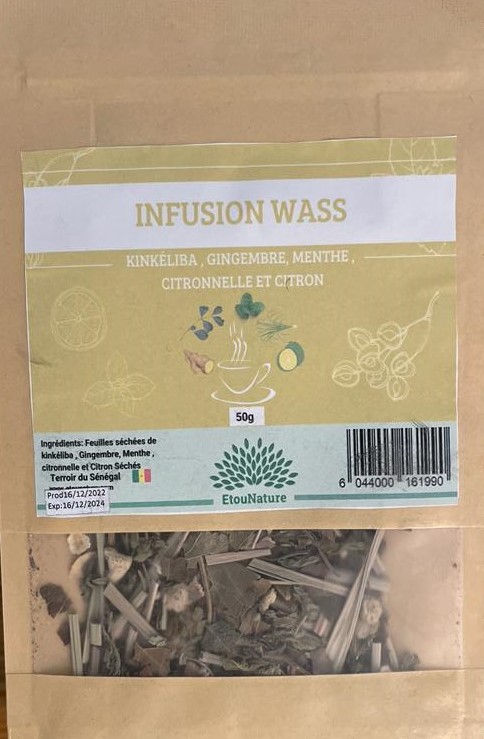 INFUSION WASS
KINKÉLIBA , GINGEMBRE, MENTHE ,
CITRONNELLE ET CITRON
50g
Ingrédients: Feuilles séchées de
kinkéliba , Gingembre, Menthe ,
citronnelle et Citron Séchés
Terroir du Sénégal
Prod16/12/2022
Exp:16/12/2024
EtouNature
6 044000 161990